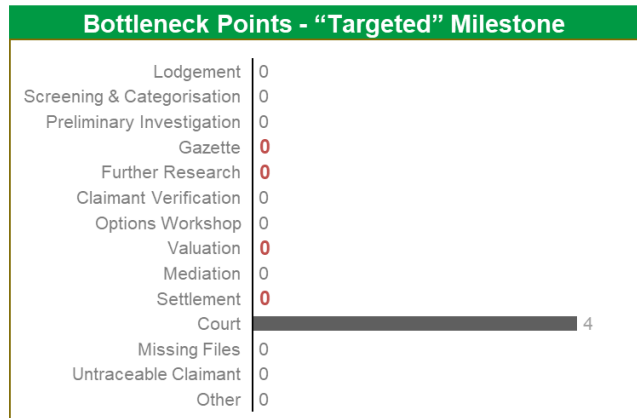 Bottleneck Points - “Targeted” Milestone
Lodgement 0
Screening & Categorisation 0
Preliminary Investigation 0
Gazette 0
Further Research 0
Claimant Verification 0
Options Workshop 0
Valuation 0
Mediation 0
Settlement 0
Court 4
Missing Files 0
Untraceable Claimant 0
Other 0